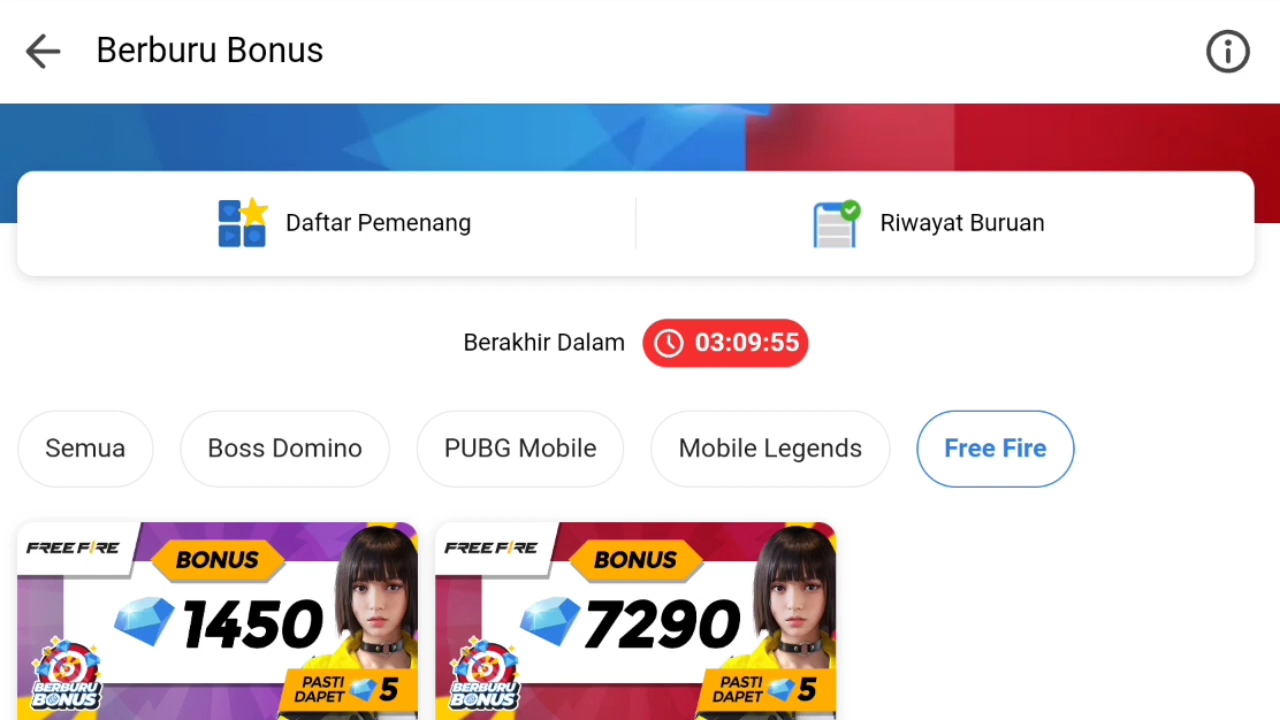 Berburu Bonus
Daftar Pemenang
Riwayat Buruan
Berakhir Dalam 03:09:55
Semua
Boss Domino
PUBG Mobile
Mobile Legends
Free Fire
FREE FIRE
BONUS
1450
BERBURU
BONUS
PASTI
DAPET 5
FREE FIRE
BONUS
7290
BERBURU
BONUS
PASTI
DAPET 5